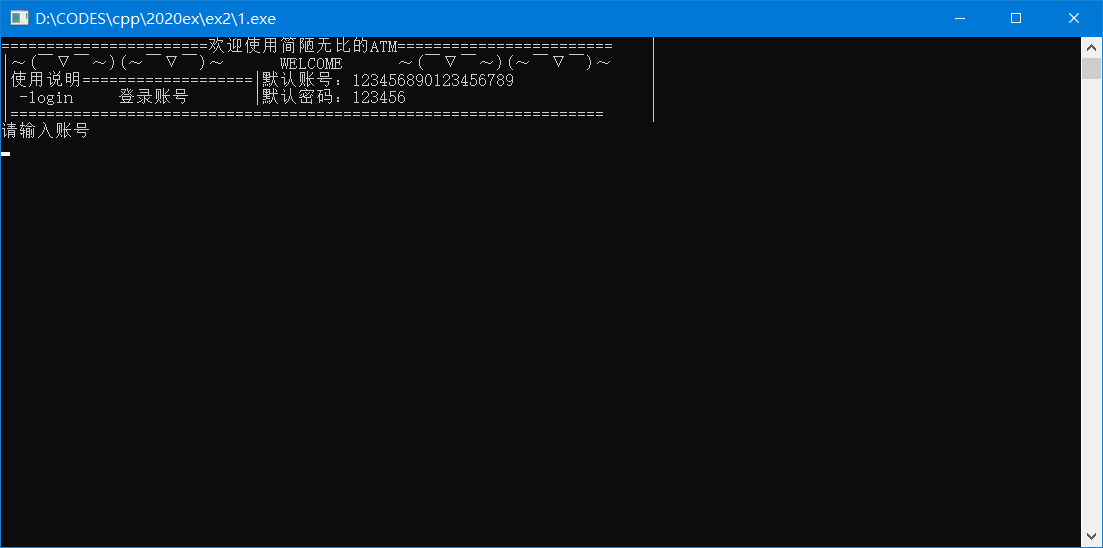 D:\CODES\cpp\2020ex\ex2\1.exe
=======================欢迎使用简陋无比的ATM========================
|～(￣▽￣～)(～￣▽￣)～      WELCOME      ～(￣▽￣～)(～￣▽￣)～
|使用说明===================|默认账号：123456890123456789
| -login     登录账号       |默认密码：123456
|==================================================================
请输入账号